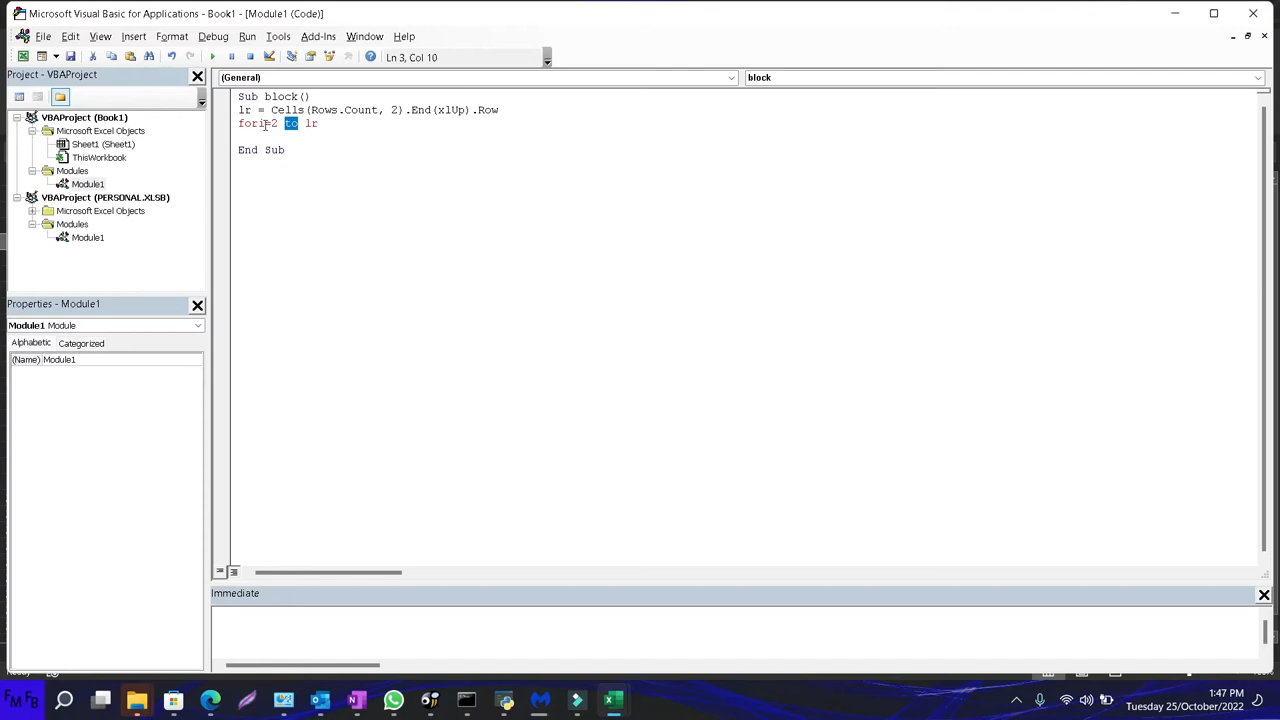 Microsoft Visual Basic for Applications - Book1 - [Module1 (Code)]
File Edit View Insert Format Debug Run Tools Add-Ins Window Help
Ln 3, Col 10
Project - VBAProject
(General) block
VBAProject (Book1)
Microsoft Excel Objects
Sheet1 (Sheet1)
ThisWorkbook
Modules
Module1
VBAProject (PERSONAL.XLSB)
Microsoft Excel Objects
Modules
Module1
Sub block()
lr = Cells(Rows.Count, 2).End(xlUp).Row
fori=2 to lr
End Sub
Properties - Module1
Module1 Module
Alphabetic Categorized
(Name) Module1
Immediate
FM FB
1:47 PM
Tuesday 25/October/2022